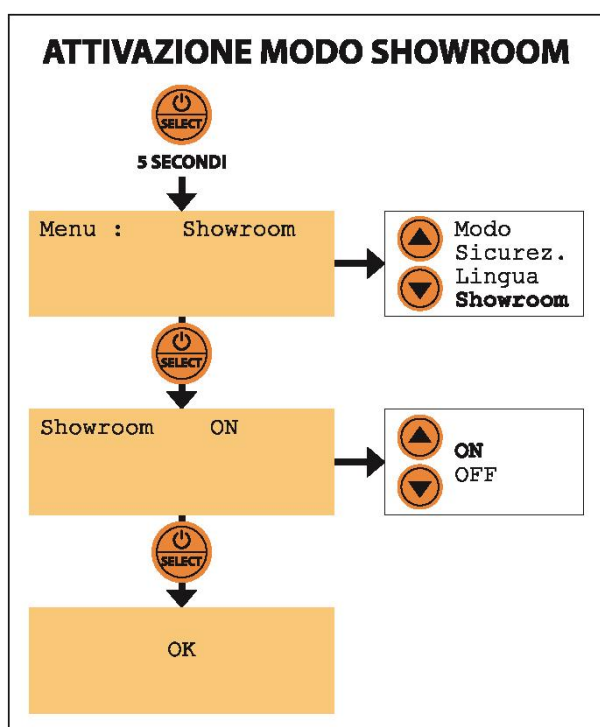 ATTIVAZIONE MODO SHOWROOM
SELECT
5 SECONDI
Menu : Showroom
Modo
Sicurez.
Lingua
Showroom
SELECT
Showroom ON
ON
OFF
SELECT
OK